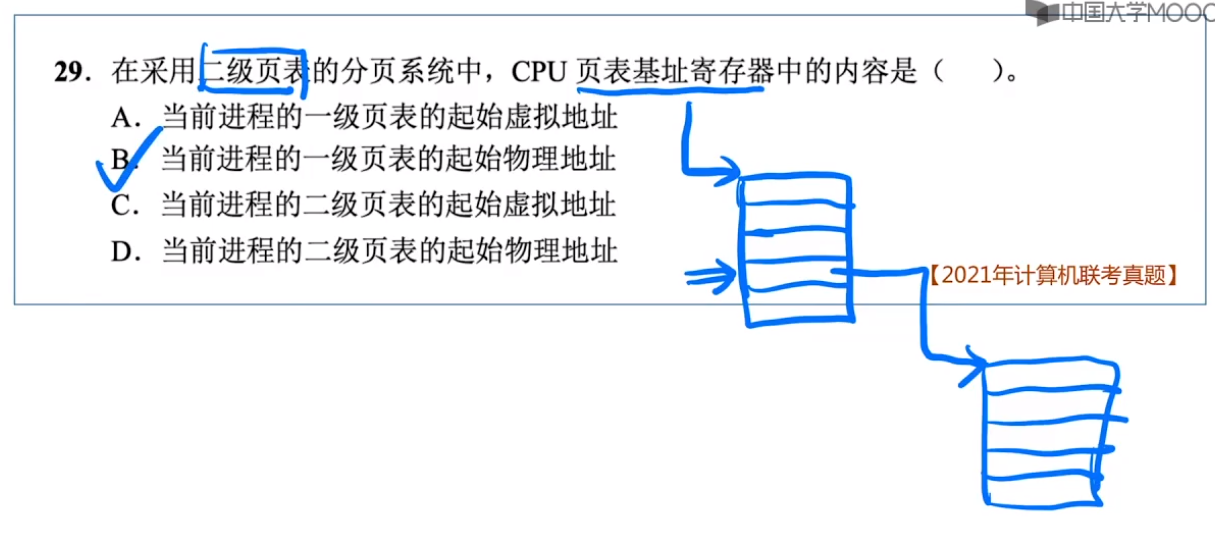 中国大学MOOC
29. 在采用二级页表的分页系统中，CPU 页表基址寄存器中的内容是（　　）。
A. 当前进程的一级页表的起始虚拟地址
B. 当前进程的一级页表的起始物理地址
C. 当前进程的二级页表的起始虚拟地址
D. 当前进程的二级页表的起始物理地址
【2021年计算机联考真题】